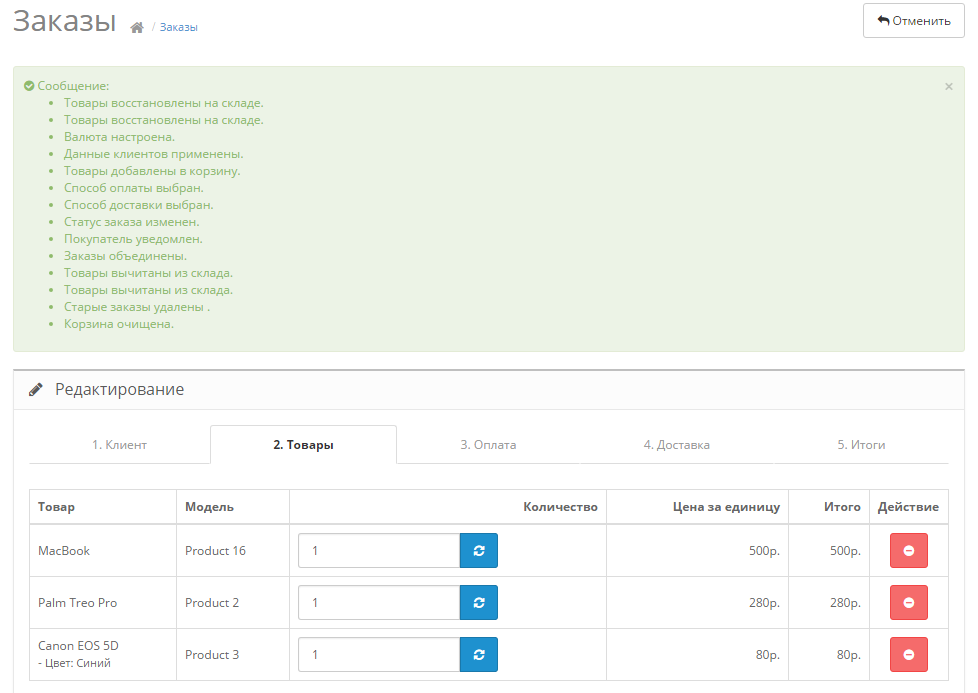 Заказы / Заказы
Отменить
Сообщение: ×
Товары восстановлены на складе.
Товары восстановлены на складе.
Валюта настроена.
Данные клиентов применены.
Товары добавлены в корзину.
Способ оплаты выбран.
Способ доставки выбран.
Статус заказа изменен.
Покупатель уведомлен.
Заказы объединены.
Товары вычитаны из склада.
Товары вычитаны из склада.
Старые заказы удалены .
Корзина очищена.
Редактирование
1. Клиент 2. Товары 3. Оплата 4. Доставка 5. Итоги
Товар Модель Количество Цена за единицу Итого Действие
MacBook Product 16 1 500р. 500р.
Palm Treo Pro Product 2 1 280р. 280р.
Canon EOS 5D
- Цвет: Синий Product 3 1 80р. 80р.